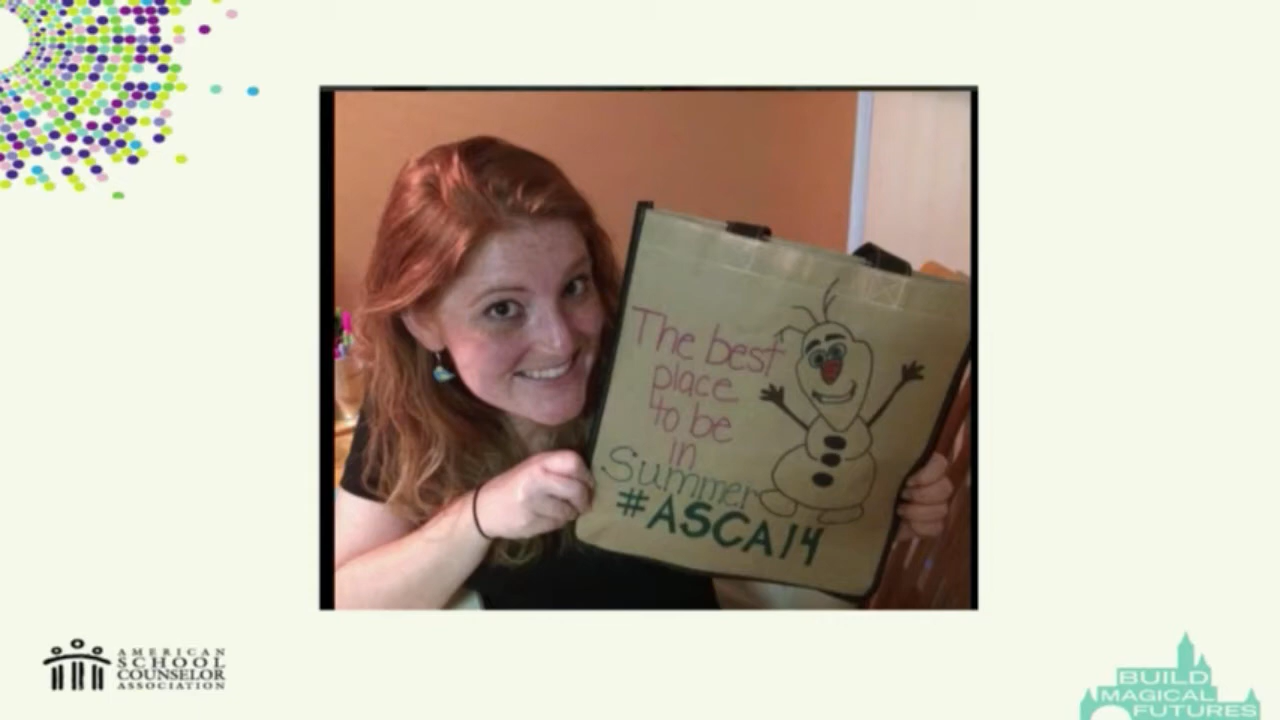 The best
place
to be
in
Summer
#ASCA14
AMERICAN
SCHOOL
COUNSELOR
ASSOCIATION
BUILD
MAGICAL
FUTURES